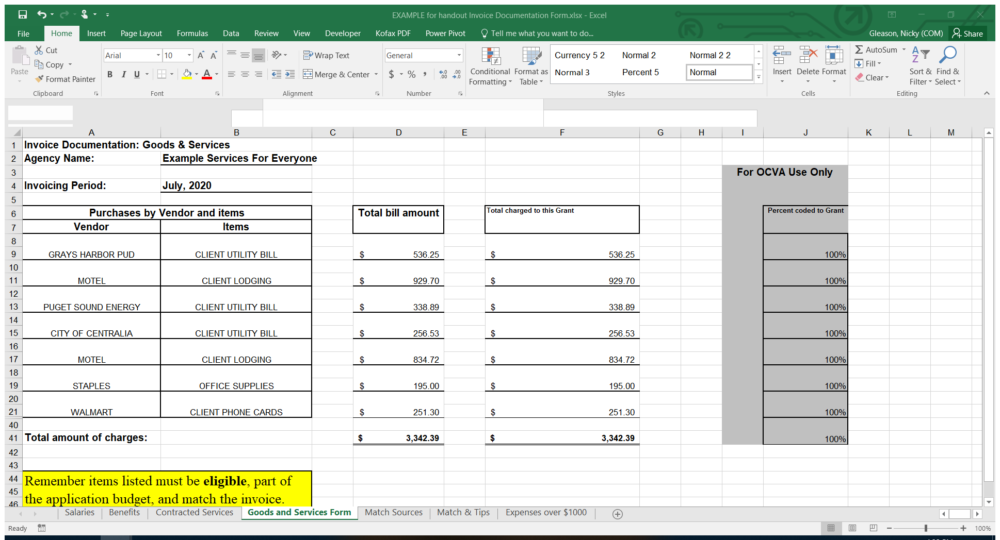 EXAMPLE for handout Invoice Documentation Form.xlsx - Excel
File Home Insert Page Layout Formulas Data Review View Developer Kofax PDF Power Pivot Tell me what you want to do... Gleason, Nicky (COM) Share
Paste
Cut
Copy
Format Painter
Clipboard
Arial 10 A A
B I U A
Font
Wrap Text
Merge & Center
Alignment
General
$ % , .00 .00
Number
Conditional Formatting
Format as Table
Currency 5 2 Normal 2 Normal 2 2
Normal 3 Percent 5 Normal
Styles
Insert Delete Format
Cells
AutoSum
Fill
Clear
Sort & Filter
Find & Select
Editing
A B C D E F G H I J K L M
1 Invoice Documentation: Goods & Services
2 Agency Name: Example Services For Everyone
3 For OCVA Use Only
4 Invoicing Period: July, 2020
5
6 Purchases by Vendor and items Total bill amount Total charged to this Grant Percent coded to Grant
7 Vendor Items
8
9 GRAYS HARBOR PUD CLIENT UTILITY BILL $ 536.25 $ 536.25 100%
10
11 MOTEL CLIENT LODGING $ 929.70 $ 929.70 100%
12
13 PUGET SOUND ENERGY CLIENT UTILITY BILL $ 338.89 $ 338.89 100%
14
15 CITY OF CENTRALIA CLIENT UTILITY BILL $ 256.53 $ 256.53 100%
16
17 MOTEL CLIENT LODGING $ 834.72 $ 834.72 100%
18
19 STAPLES OFFICE SUPPLIES $ 195.00 $ 195.00 100%
20
21 WALMART CLIENT PHONE CARDS $ 251.30 $ 251.30 100%
40
41 Total amount of charges: $ 3,342.39 $ 3,342.39 100%
42
43
44 Remember items listed must be eligible, part of
45 the application budget, and match the invoice.
46
Salaries Benefits Contracted Services Goods and Services Form Match Sources Match & Tips Expenses over $1000
Ready 100%